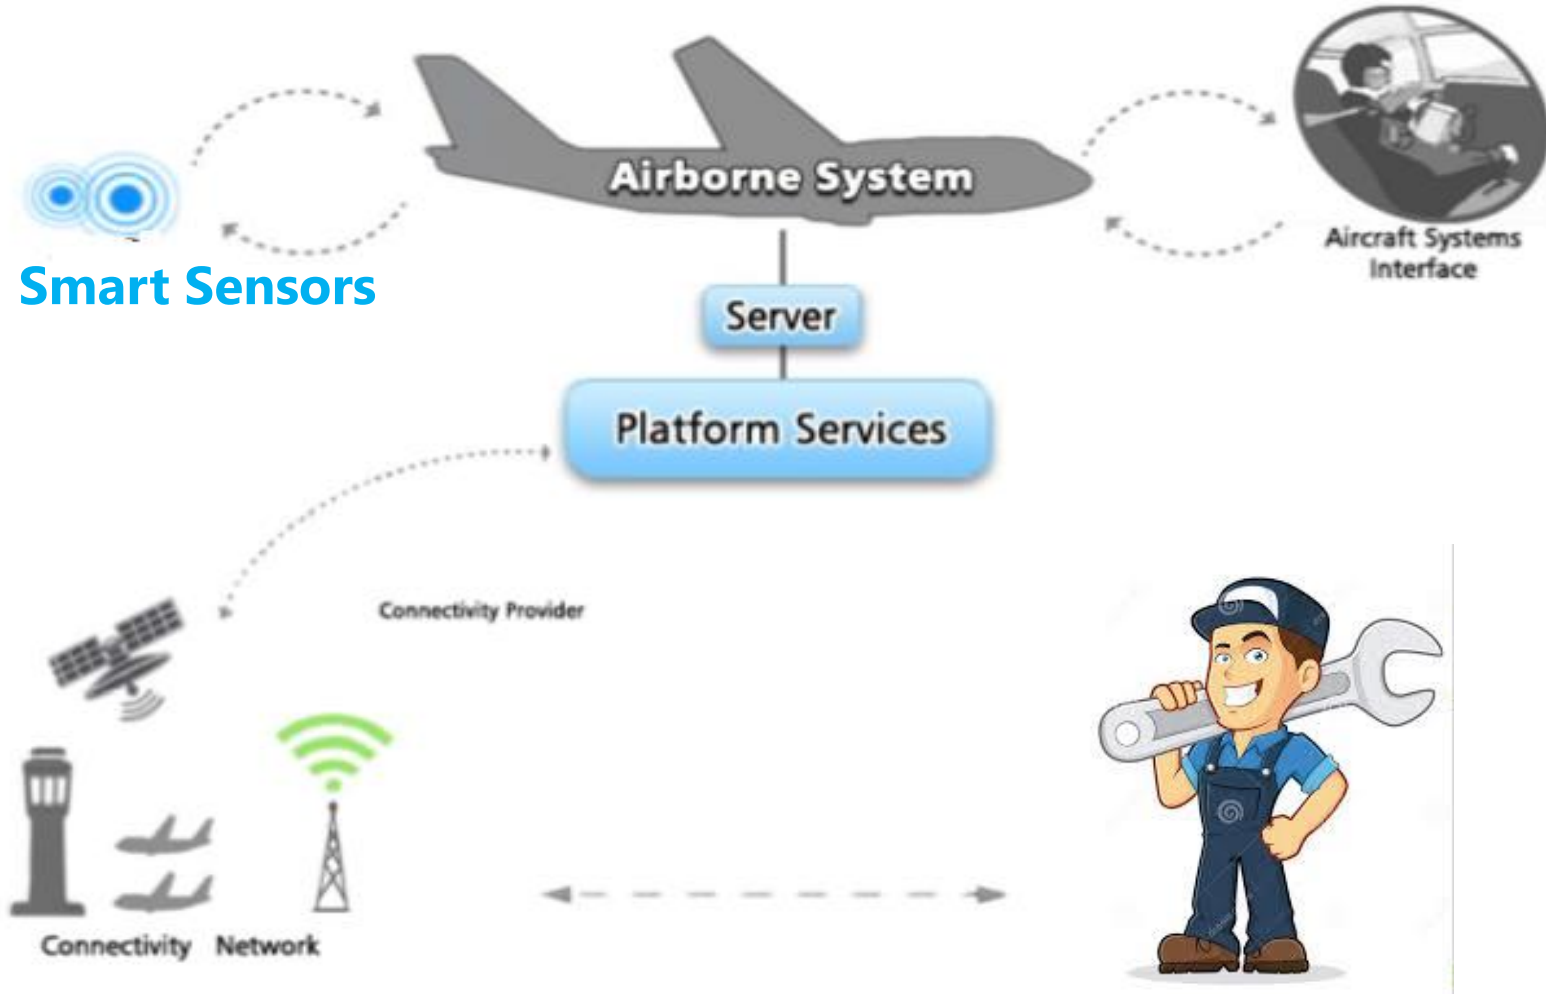 Airborne System
Smart Sensors
Aircraft Systems
Interface
Server
Platform Services
Connectivity Provider
Connectivity Network